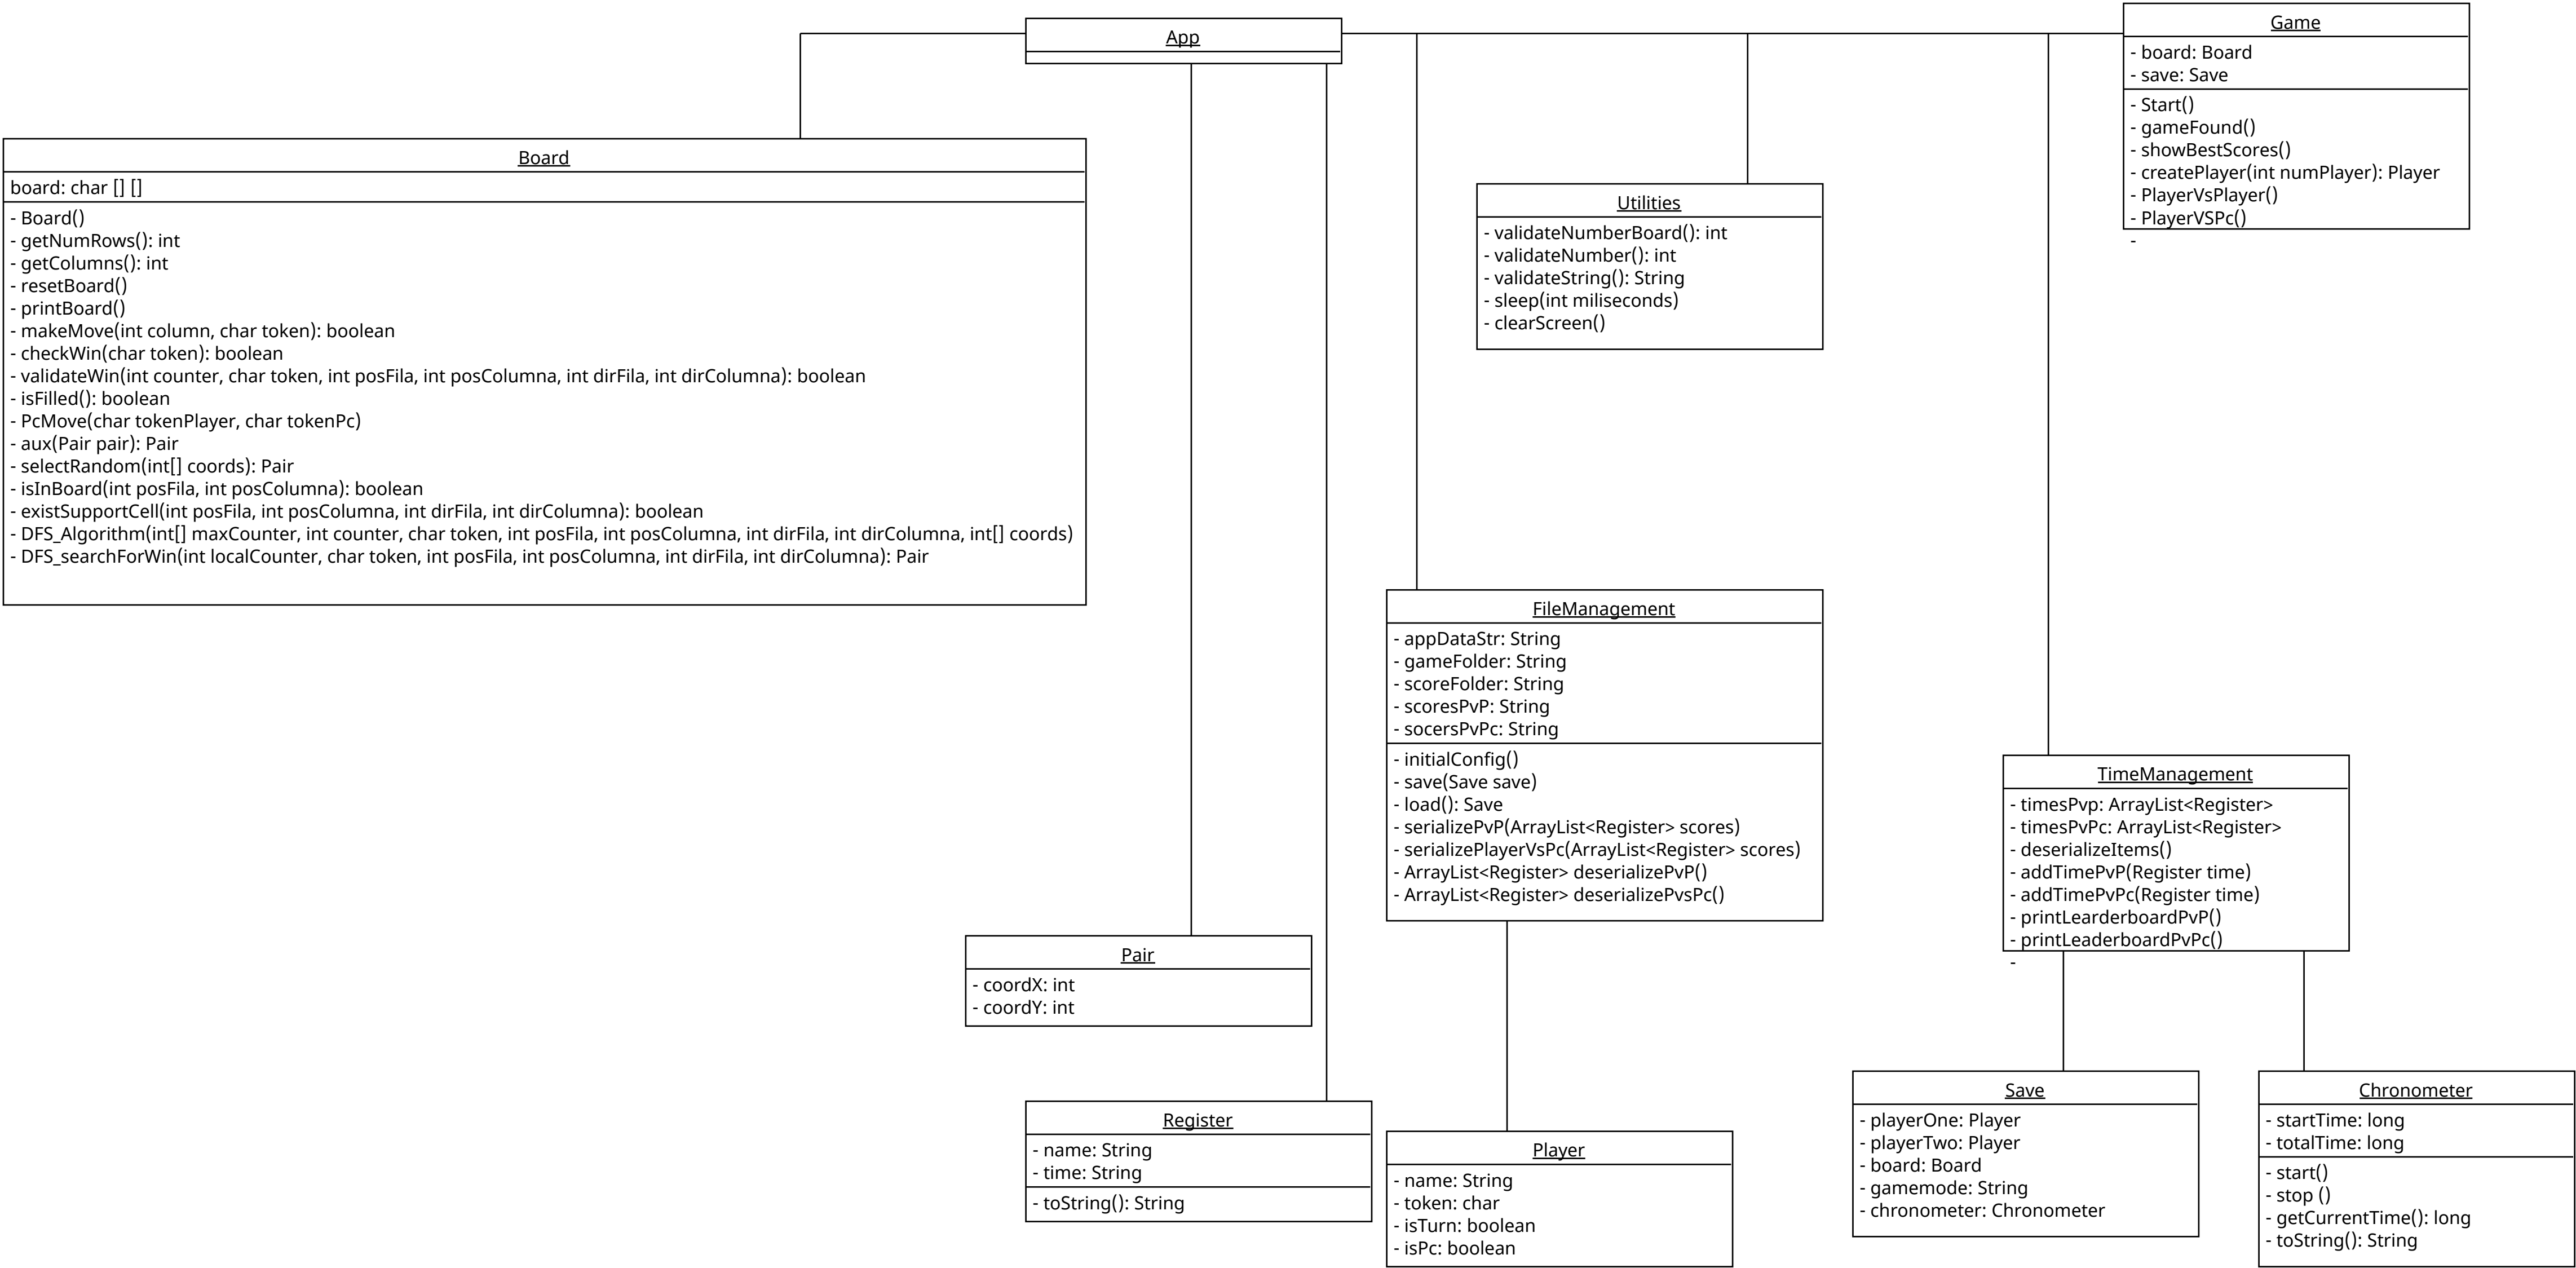 App
Game
- board: Board
- save: Save
- Start()
- gameFound()
- showBestScores()
- createPlayer(int numPlayer): Player
- PlayerVsPlayer()
- PlayerVSPc()
-
Board
board: char [] []
- Board()
- getNumRows(): int
- getColumns(): int
- resetBoard()
- printBoard()
- makeMove(int column, char token): boolean
- checkWin(char token): boolean
- validateWin(int counter, char token, int posFila, int posColumna, int dirFila, int dirColumna): boolean
- isFilled(): boolean
- PcMove(char tokenPlayer, char tokenPc)
- aux(Pair pair): Pair
- selectRandom(int[] coords): Pair
- isInBoard(int posFila, int posColumna): boolean
- existSupportCell(int posFila, int posColumna, int dirFila, int dirColumna): boolean
- DFS_Algorithm(int[] maxCounter, int counter, char token, int posFila, int posColumna, int dirFila, int dirColumna, int[] coords)
- DFS_searchForWin(int localCounter, char token, int posFila, int posColumna, int dirFila, int dirColumna): Pair
Utilities
- validateNumberBoard(): int
- validateNumber(): int
- validateString(): String
- sleep(int miliseconds)
- clearScreen()
FileManagement
- appDataStr: String
- gameFolder: String
- scoreFolder: String
- scoresPvP: String
- socersPvPc: String
- initialConfig()
- save(Save save)
- load(): Save
- serializePvP(ArrayList<Register> scores)
- serializePlayerVsPc(ArrayList<Register> scores)
- ArrayList<Register> deserializePvP()
- ArrayList<Register> deserializePvsPc()
TimeManagement
- timesPvp: ArrayList<Register>
- timesPvPc: ArrayList<Register>
- deserializeItems()
- addTimePvP(Register time)
- addTimePvPc(Register time)
- printLearderboardPvP()
- printLeaderboardPvPc()
-
Pair
- coordX: int
- coordY: int
Register
- name: String
- time: String
- toString(): String
Player
- name: String
- token: char
- isTurn: boolean
- isPc: boolean
Save
- playerOne: Player
- playerTwo: Player
- board: Board
- gamemode: String
- chronometer: Chronometer
Chronometer
- startTime: long
- totalTime: long
- start()
- stop ()
- getCurrentTime(): long
- toString(): String